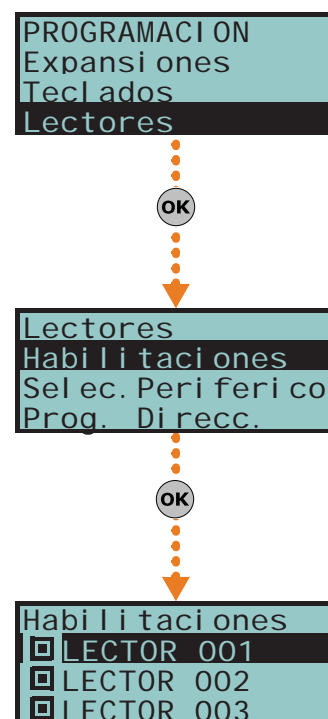 PROGRAMACION
Expansiones
Teclados
Lectores
OK
Lectores
Habilitaciones
Selec.Periferico
Prog. Direcc.
OK
Habilitaciones
LECTOR 001
LECTOR 002
LECTOR 003